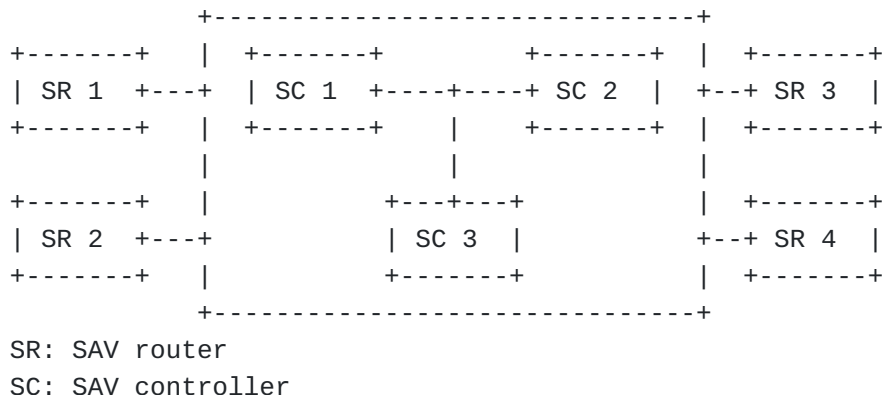 SR 1 SC 1 SC 2 SR 3
SR 2 SC 3 SR 4
SR: SAV router
SC: SAV controller